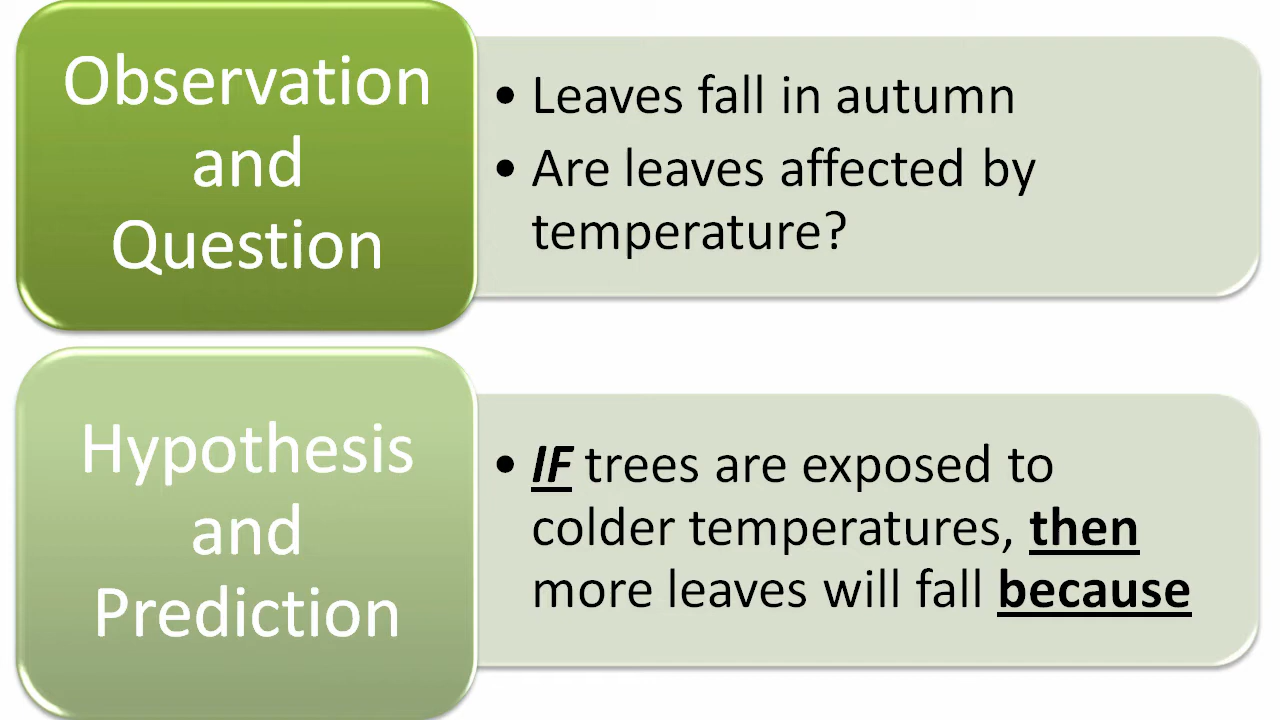 Observation
and
Question
• Leaves fall in autumn
• Are leaves affected by
temperature?
Hypothesis
and
Prediction
• IF trees are exposed to
colder temperatures, then
more leaves will fall because